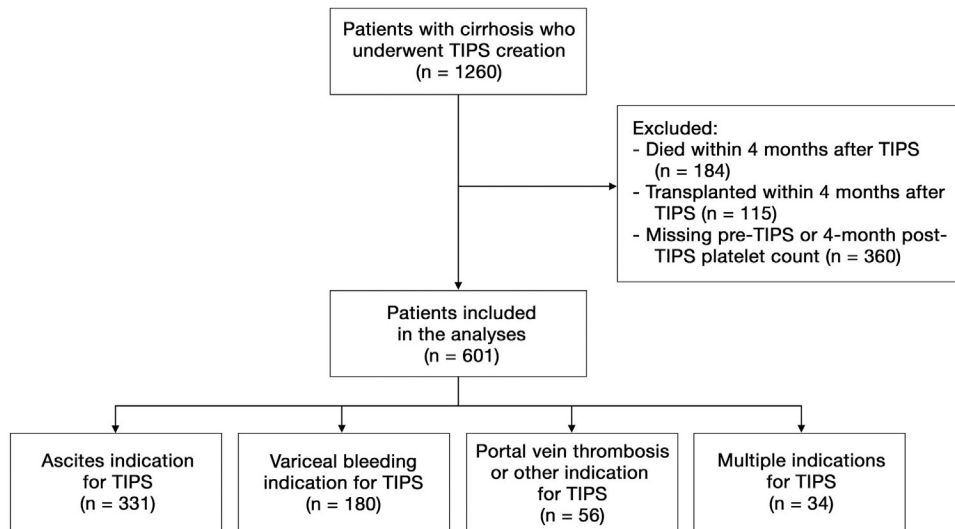 Patients with cirrhosis who
underwent TIPS creation
(n = 1260)
Excluded:
- Died within 4 months after TIPS
(n = 184)
- Transplanted within 4 months after
TIPS (n = 115)
- Missing pre-TIPS or 4-month post-
TIPS platelet count (n = 360)
Patients included
in the analyses
(n = 601)
Ascites indication
for TIPS
(n = 331)
Variceal bleeding
indication for TIPS
(n = 180)
Portal vein thrombosis
or other indication
for TIPS
(n = 56)
Multiple indications
for TIPS
(n = 34)